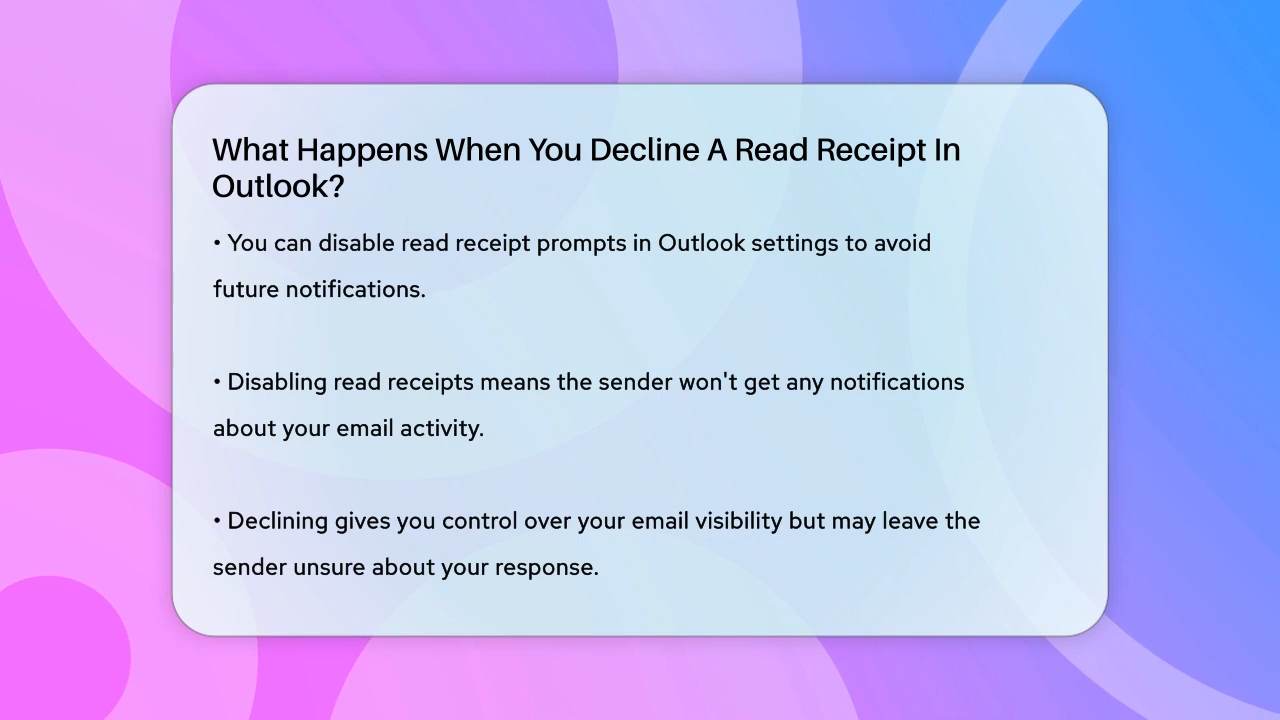 What Happens When You Decline A Read Receipt In
Outlook?
• You can disable read receipt prompts in Outlook settings to avoid
future notifications.
• Disabling read receipts means the sender won't get any notifications
about your email activity.
• Declining gives you control over your email visibility but may leave the
sender unsure about your response.